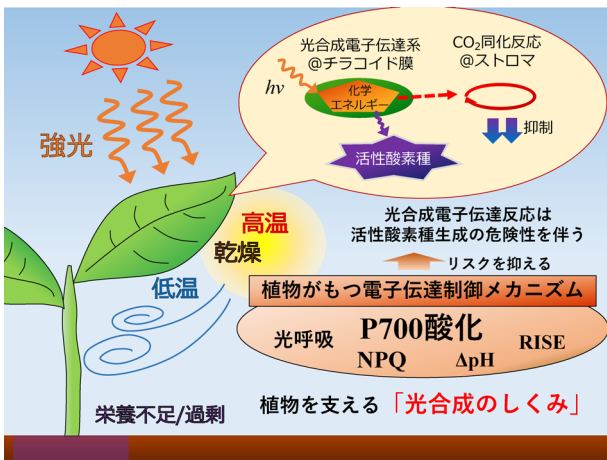 光合成電子伝達系
@チラコイド膜
CO₂同化反応
@ストロマ
hν
化学
エネルギー
抑制
活性酸素種
強光
高温
乾燥
低温
光合成電子伝達反応は
活性酸素種生成の危険性を伴う
リスクを抑える
植物がもつ電子伝達制御メカニズム
光呼吸
P700酸化
RISE
NPQ
ΔpH
栄養不足/過剰
植物を支える「光合成のしくみ」